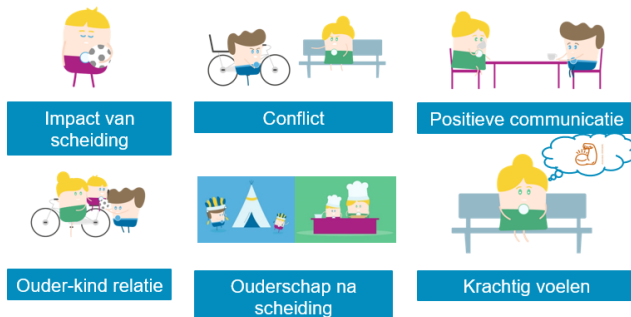 Impact van
scheiding
Conflict
Positieve communicatie
Ouder-kind relatie
Ouderschap na
scheiding
Krachtig voelen